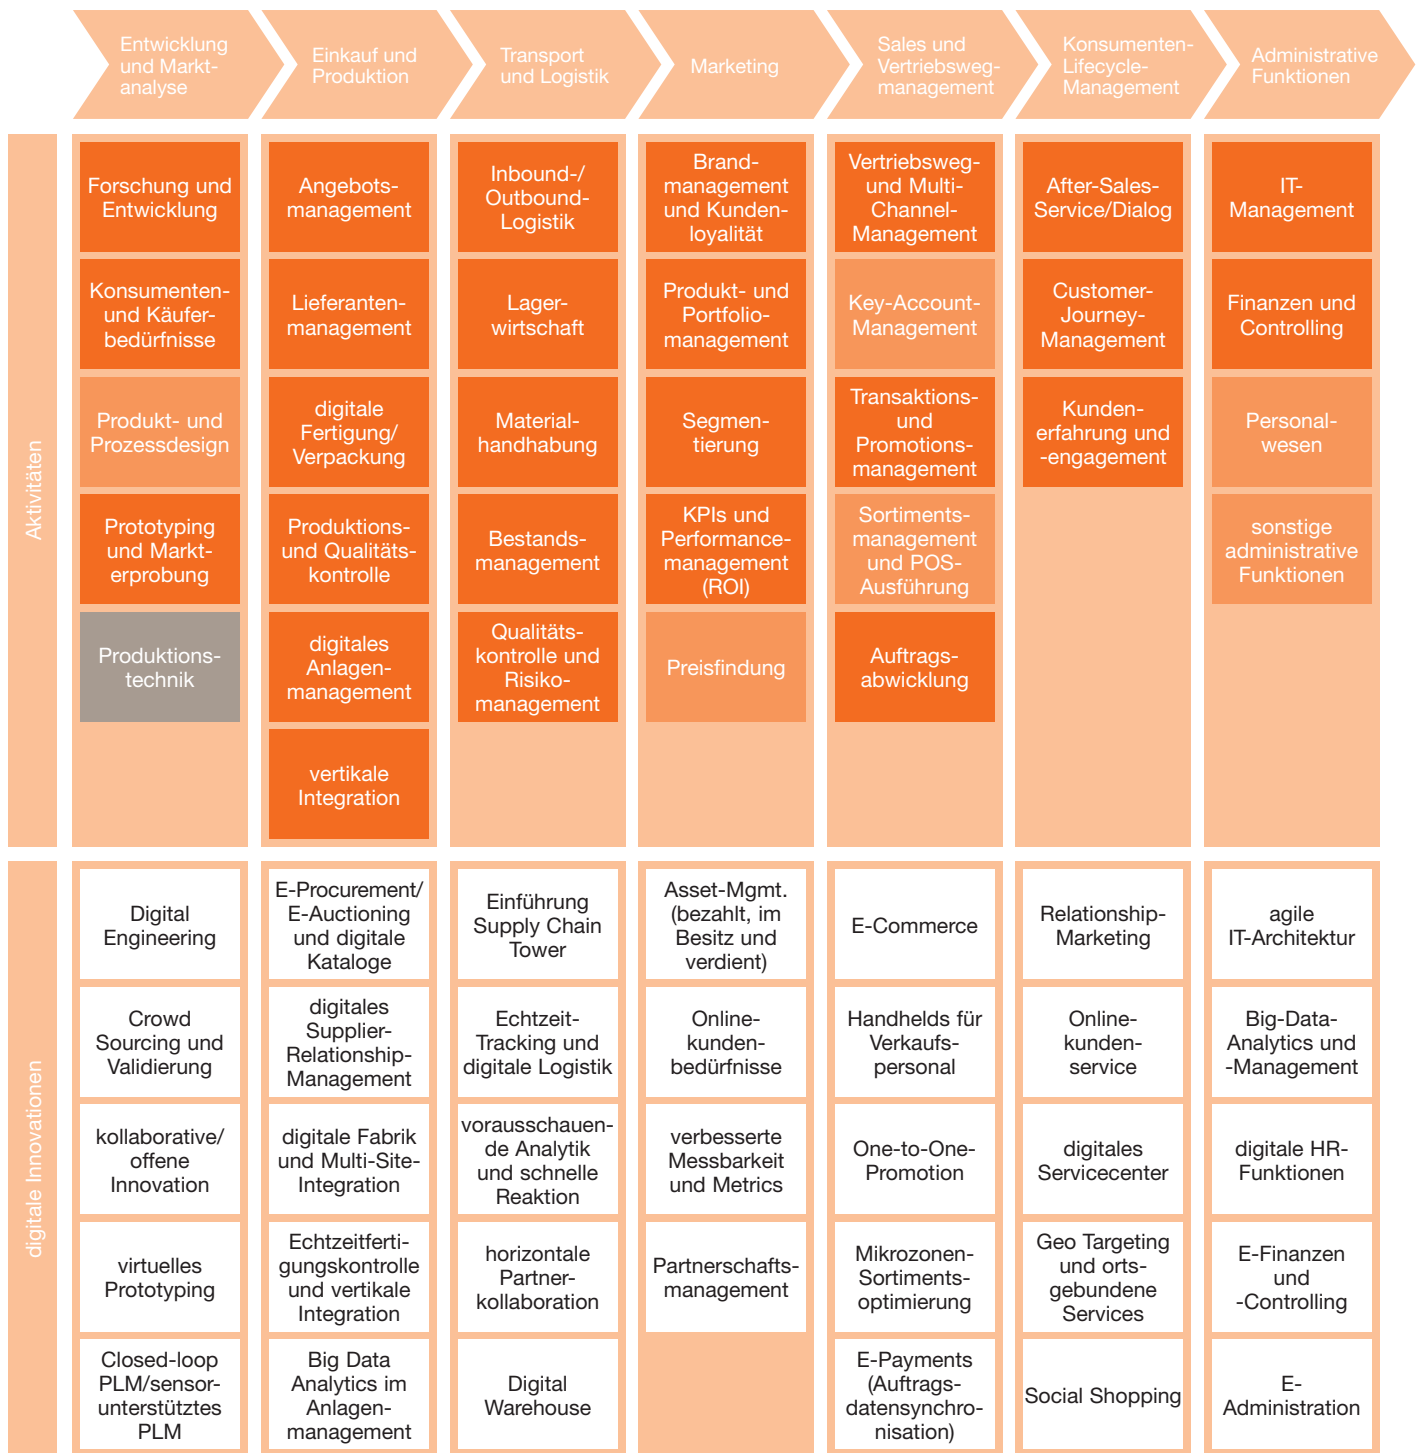 Entwicklung
und Markt-
analyse
Einkauf und
Produktion
Transport
und Logistik
Marketing
Sales und
Vertriebsweg-
management
Konsumenten-
Lifecycle-
Management
Administrative
Funktionen
Aktivitäten
Forschung und
Entwicklung
Konsumenten-
und Käufer-
bedürfnisse
Produkt- und
Prozessdesign
Prototyping
und Markt-
erprobung
Produktions-
technik
Angebots-
management
Lieferanten-
management
digitale
Fertigung/
Verpackung
Produktions-
und Qualitäts-
kontrolle
digitales
Anlagen-
management
vertikale
Integration
Inbound-/
Outbound-
Logistik
Lager-
wirtschaft
Material-
handhabung
Bestands-
management
Qualitäts-
kontrolle und
Risiko-
management
Brand-
management
und Kunden-
loyalität
Produkt- und
Portfolio-
management
Segmen-
tierung
KPIs und
Performance-
management
(ROI)
Preisfindung
Vertriebsweg-
und Multi-
Channel-
Management
Key-Account-
Management
Transaktions-
und
Promotions-
management
Sortiments-
management
und POS-
Ausführung
Auftrags-
abwicklung
After-Sales-
Service/Dialog
Customer-
Journey-
Management
Kunden-
erfahrung und
-engagement
IT-
Management
Finanzen und
Controlling
Personal-
wesen
sonstige
administrative
Funktionen
digitale Innovationen
Digital
Engineering
Crowd
Sourcing und
Validierung
kollaborative/
offene
Innovation
virtuelles
Prototyping
Closed-loop
PLM/sensor-
unterstütztes
PLM
E-Procurement/
E-Auctioning
und digitale
Kataloge
digitales
Supplier-
Relationship-
Management
digitale Fabrik
und Multi-Site-
Integration
Echtzeitferti-
gungskontrolle
und vertikale
Integration
Big Data
Analytics im
Anlagen-
management
Einführung
Supply Chain
Tower
Echtzeit-
Tracking und
digitale Logistik
vorausschauen-
de Analytik
und schnelle
Reaktion
horizontale
Partner-
kollaboration
Digital
Warehouse
Asset-Mgmt.
(bezahlt, im
Besitz und
verdient)
Online-
kunden-
bedürfnisse
verbesserte
Messbarkeit
und Metrics
Partnerschafts-
management
E-Commerce
Handhelds für
Verkaufs-
personal
One-to-One-
Promotion
Mikrozonen-
Sortiments-
optimierung
E-Payments
(Auftrags-
datensynchro-
nisation)
Relationship-
Marketing
Online-
kunden-
service
digitales
Servicecenter
Geo Targeting
und orts-
gebundene
Services
Social Shopping
agile
IT-Architektur
Big-Data-
Analytics und
-Management
digitale HR-
Funktionen
E-Finanzen
und
-Controlling
E-
Administration